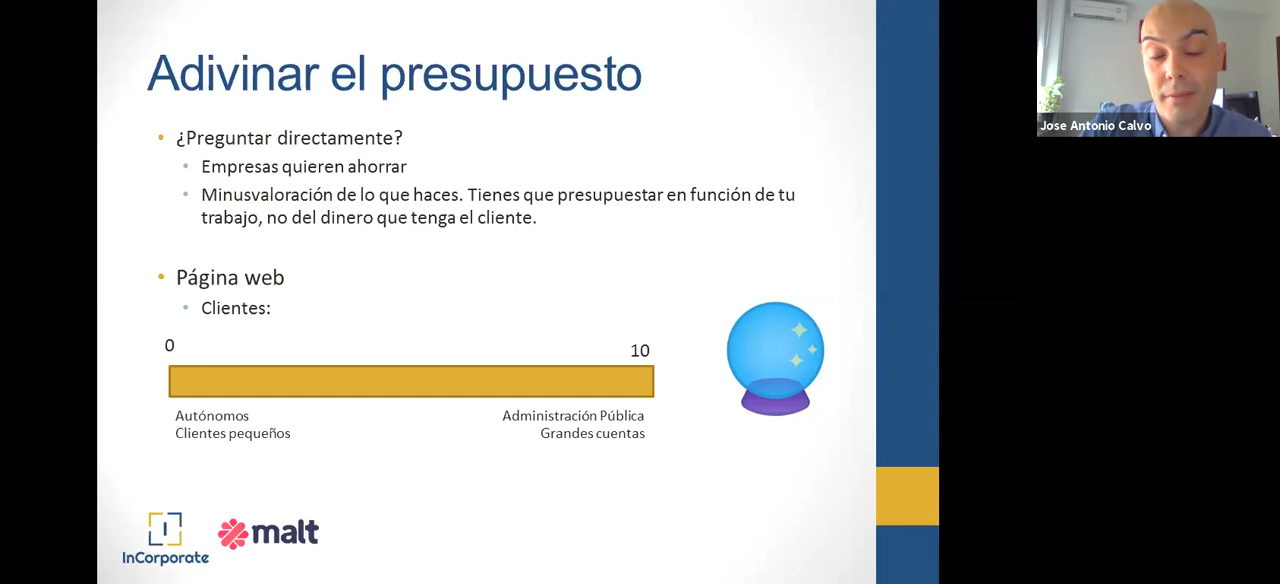 Adivinar el presupuesto
¿Preguntar directamente?
Empresas quieren ahorrar
Minusvaloración de lo que haces. Tienes que presupuestar en función de tu
trabajo, no del dinero que tenga el cliente.
Página web
Clientes:
0
10
Autónomos
Clientes pequeños
Administración Pública
Grandes cuentas
I
InCorporate
malt
Jose Antonio Calvo